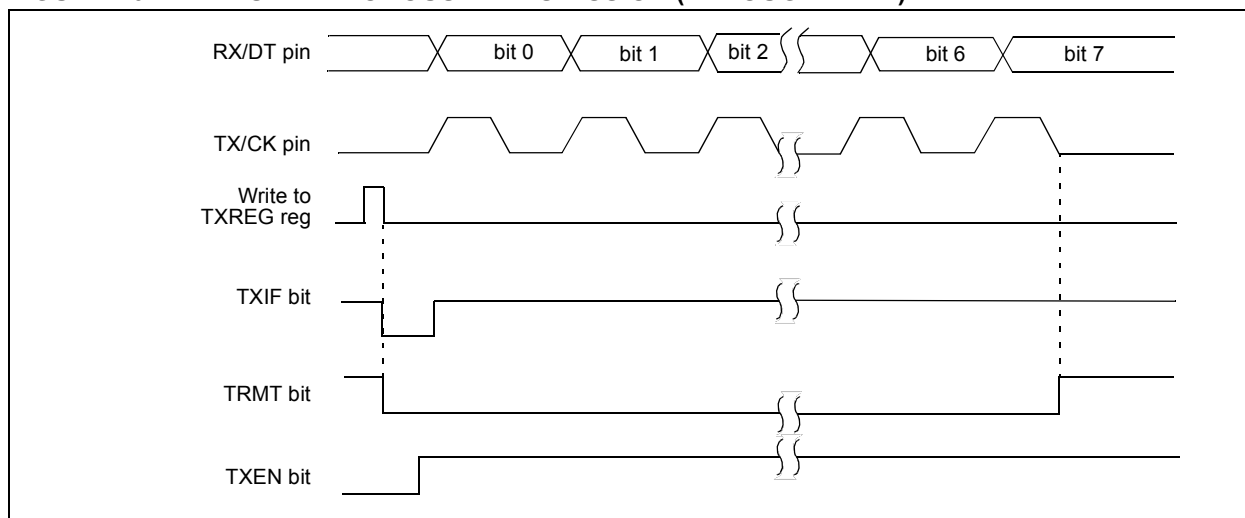 RX/DT pin
bit 0
bit 1
bit 2
bit 6
bit 7
TX/CK pin
Write to
TXREG reg
TXIF bit
TRMT bit
TXEN bit